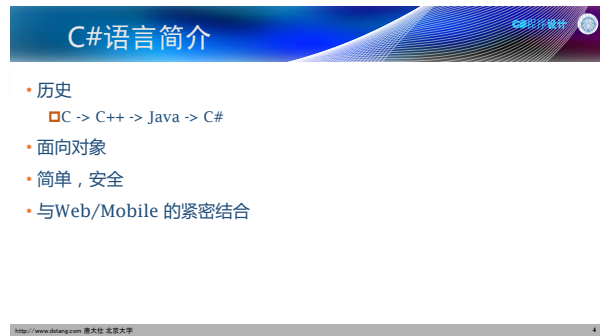 C#程序设计
C#语言简介
• 历史
C -> C++ -> Java -> C#
• 面向对象
• 简单，安全
• 与Web/Mobile 的紧密结合
http://www.dstang.com 唐大仕 北京大学 4